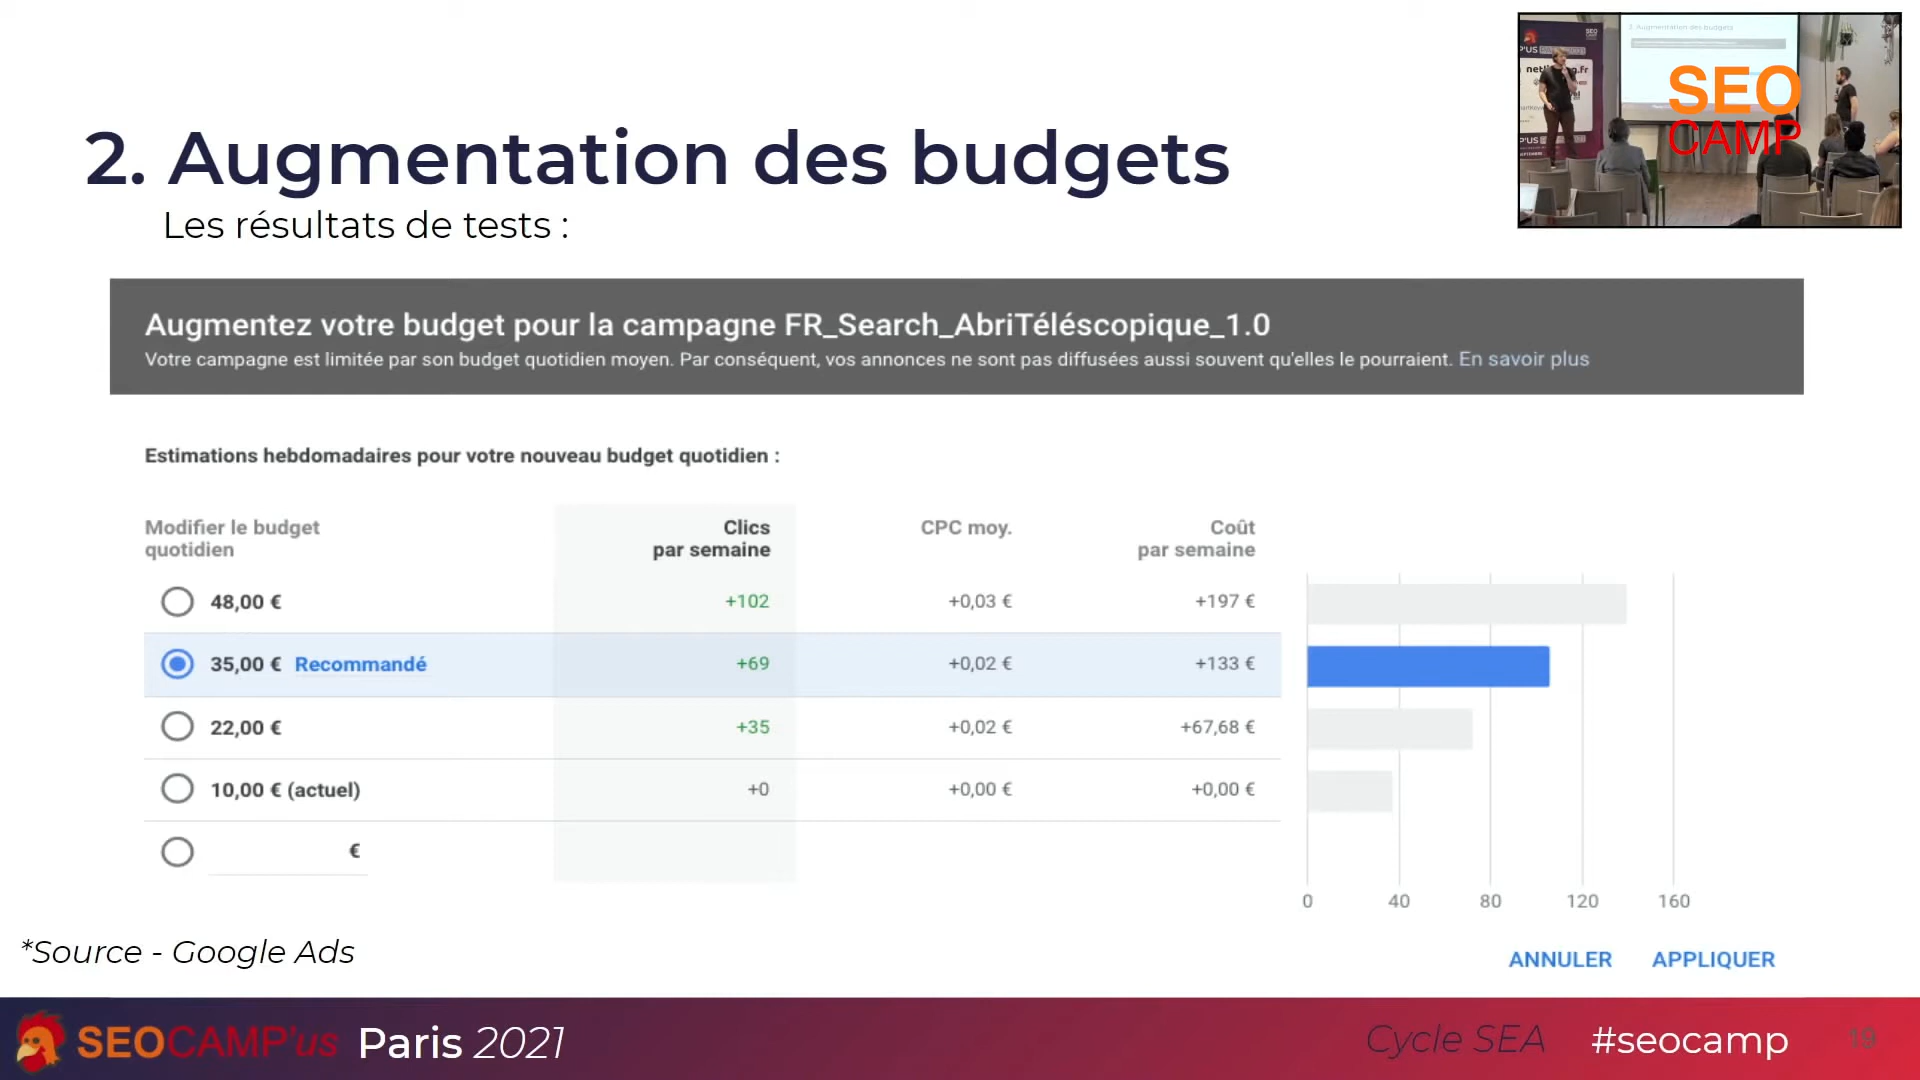 2. Augmentation des budgets
Les résultats de tests :
SEO
CAMP
Augmentez votre budget pour la campagne FR_Search_AbriTéléscopique_1.0
Votre campagne est limitée par son budget quotidien moyen. Par conséquent, vos annonces ne sont pas diffusées aussi souvent qu'elles le pourraient. En savoir plus
Estimations hebdomadaires pour votre nouveau budget quotidien :
Modifier le budget quotidien Clics par semaine CPC moy. Coût par semaine
48,00 € +102 +0,03 € +197 €
35,00 € Recommandé +69 +0,02 € +133 €
22,00 € +35 +0,02 € +67,68 €
10,00 € (actuel) +0 +0,00 € +0,00 €
€
0 40 80 120 160
*Source - Google Ads
ANNULER APPLIQUER
SEOCAMP'us Paris 2021
Cycle SEA #seocamp 19